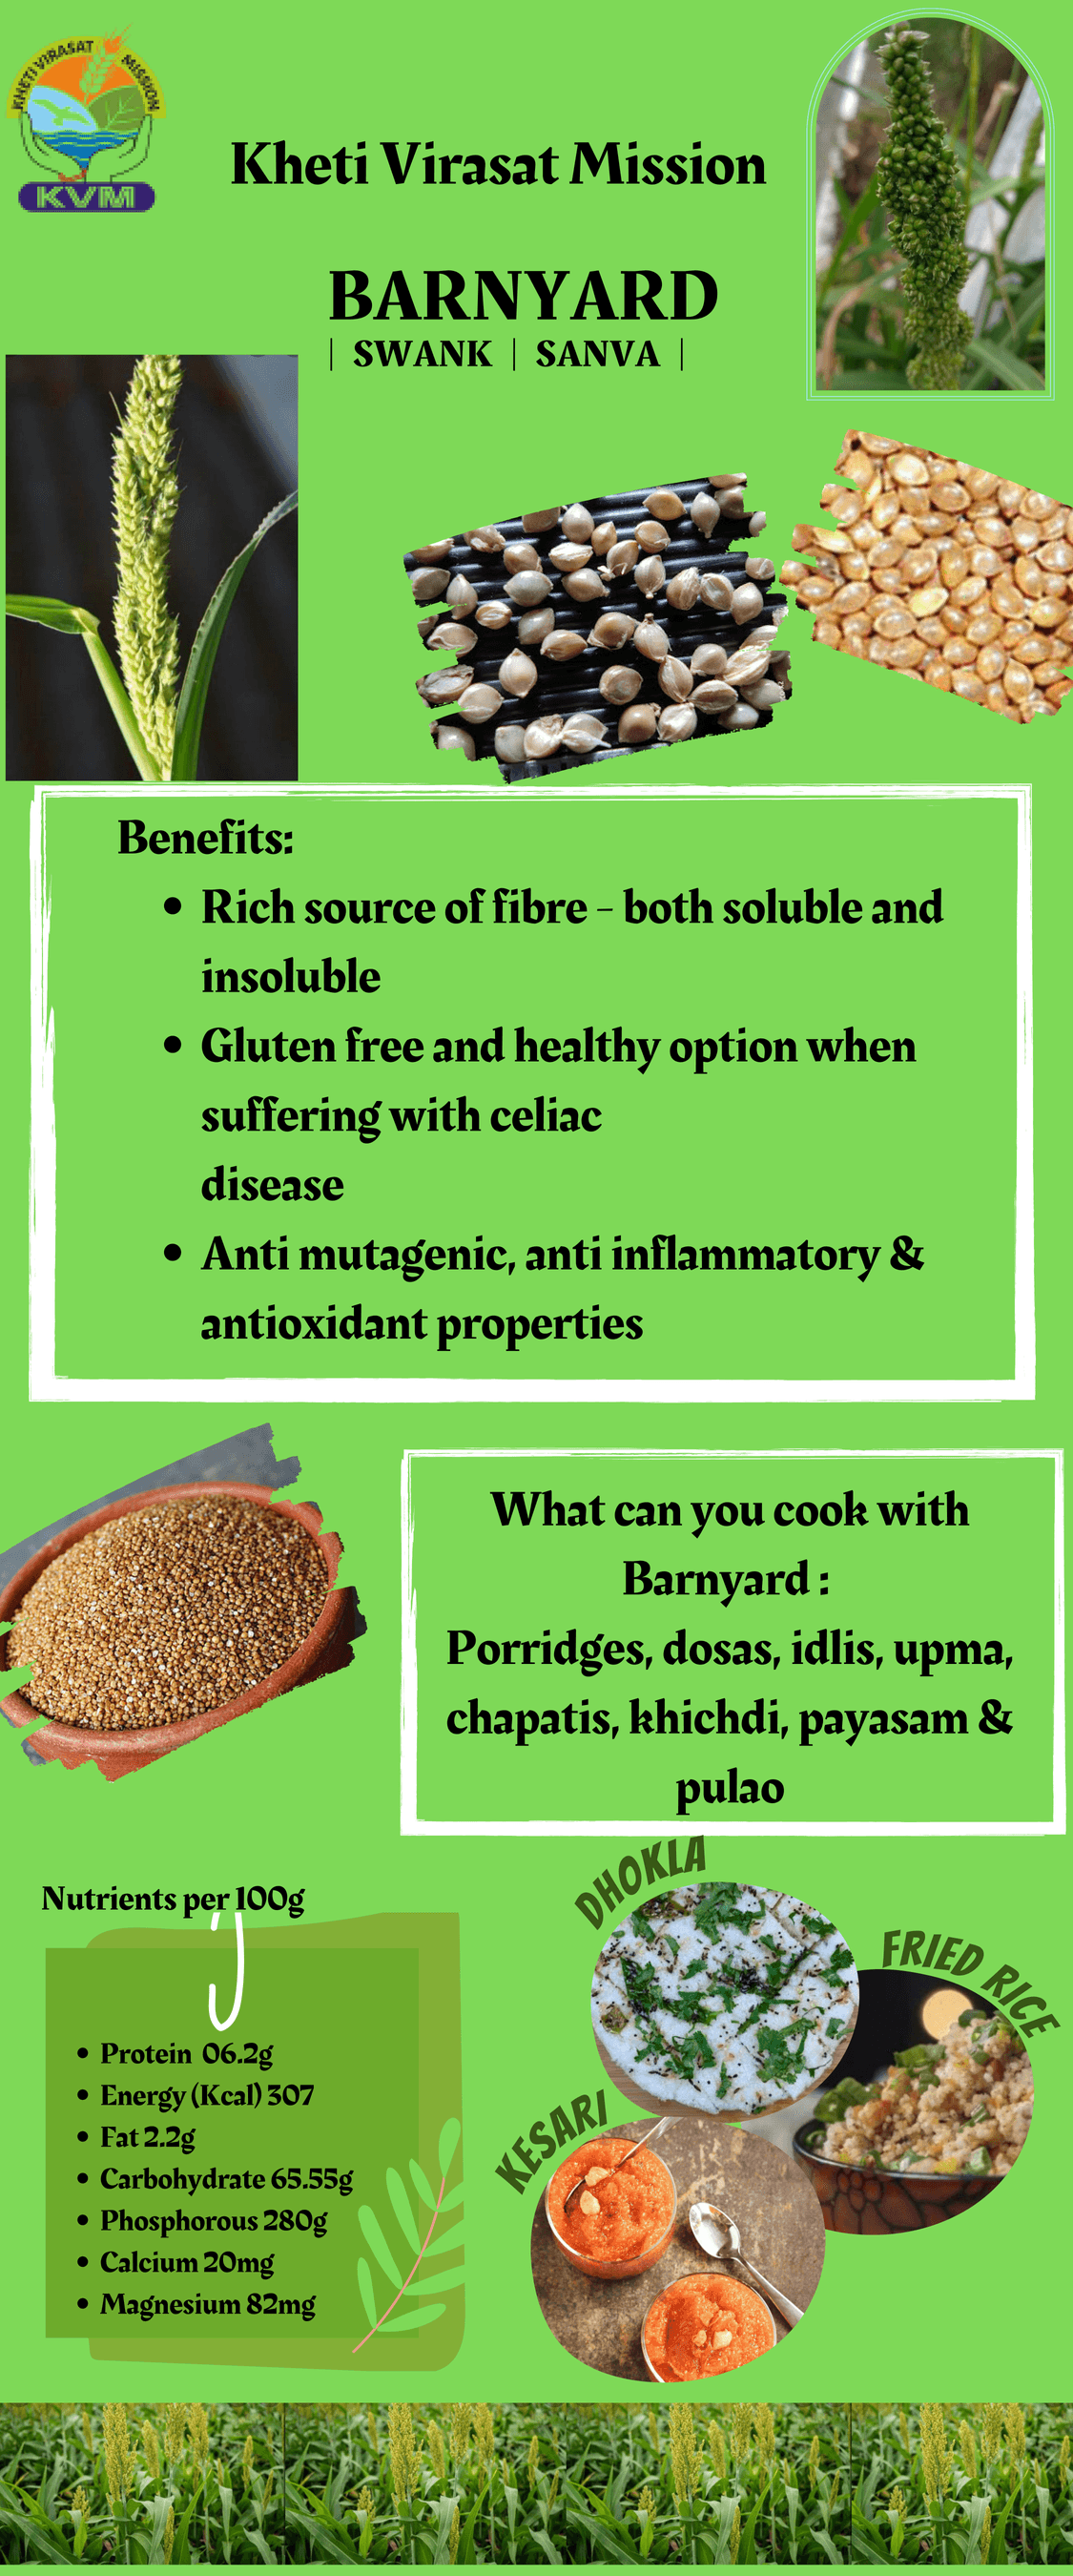 KHETI VIRASAT MISSION
KVM
Kheti Virasat Mission
BARNYARD
| SWANK | SANVA |
Benefits:
• Rich source of fibre – both soluble and
insoluble
• Gluten free and healthy option when
suffering with celiac
disease
• Anti mutagenic, anti inflammatory &
antioxidant properties
What can you cook with
Barnyard :
Porridges, dosas, idlis, upma,
chapatis, khichdi, payasam &
pulao
Nutrients per 100g
• Protein 06.2g
• Energy (Kcal) 307
• Fat 2.2g
• Carbohydrate 65.55g
• Phosphorous 280g
• Calcium 20mg
• Magnesium 82mg
DHOKLA
FRIED RICE
KESARI